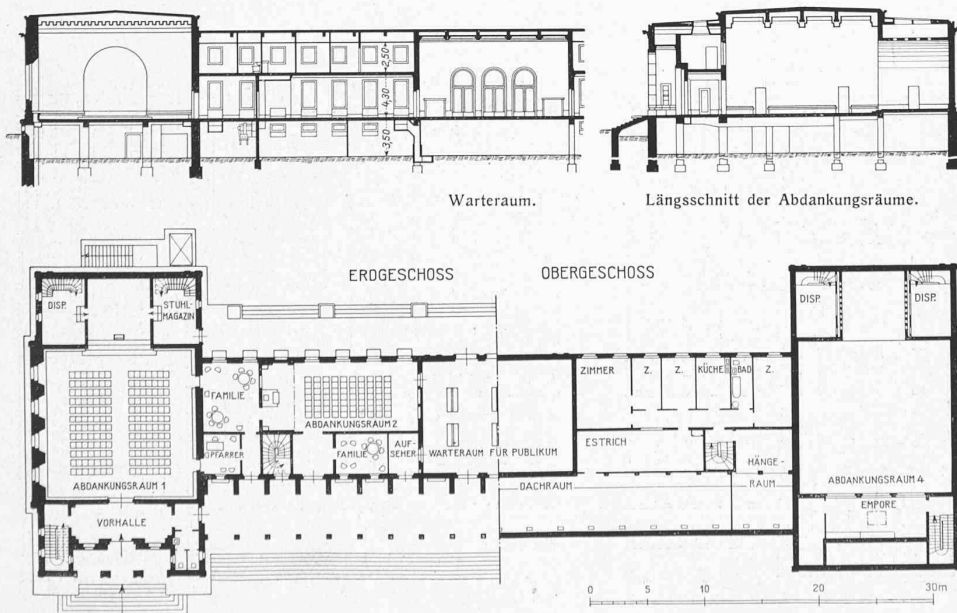 2,50
4,30
3,50
Warteraum.
Längsschnitt der Abdankungsräume.
ERDGESCHOSS
OBERGESCHOSS
DISP.
STUHL-
MAGAZIN
DISP.
DISP.
FAMILIE
ABDANKUNGSRAUM 2
ZIMMER
Z.
Z.
KÜCHE
BAD
Z.
PFARRER
FAMILIE
AUF-
SEHER
WARTERAUM FÜR PUBLIKUM
ESTRICH
HÄNGE-
RAUM
DACHRAUM
ABDANKUNGSRAUM 1
ABDANKUNGSRAUM 4
EMPORE
VORHALLE
0 5 10 20 30m